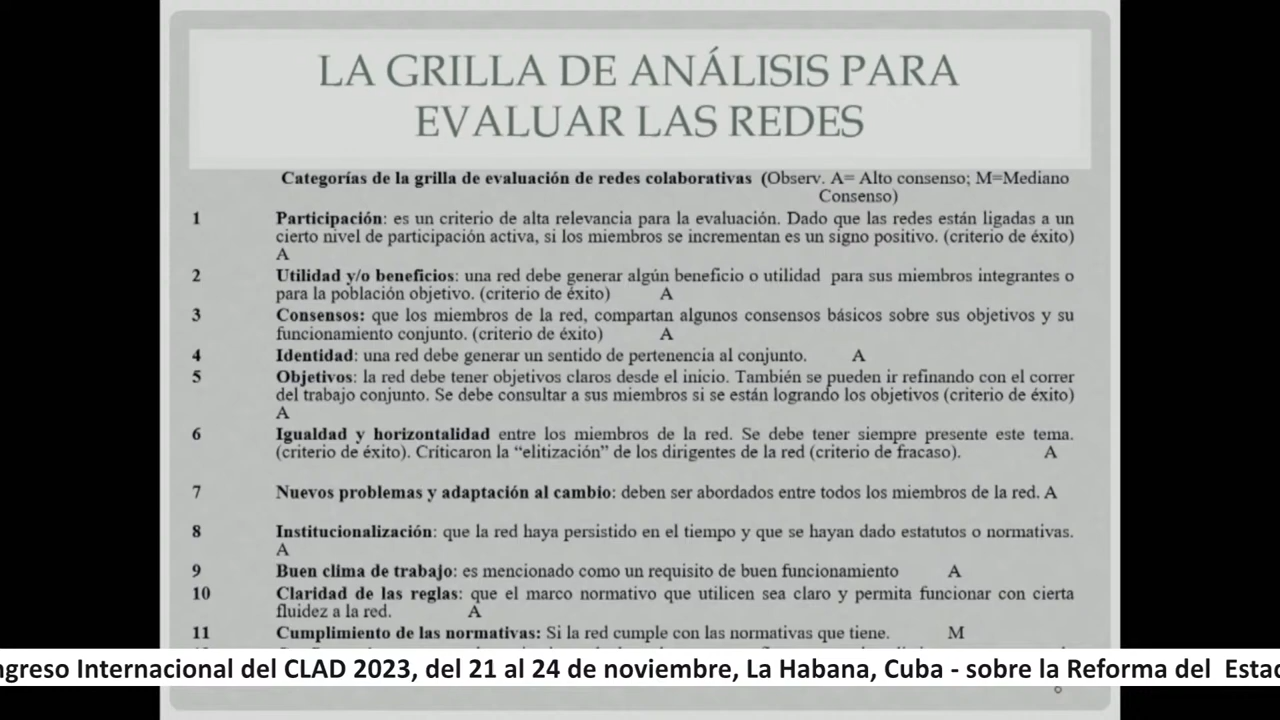 LA GRILLA DE ANÁLISIS PARA
EVALUAR LAS REDES
Categorías de la grilla de evaluación de redes colaborativas (Observ. A= Alto consenso; M=Mediano
Consenso)
1 Participación: es un criterio de alta relevancia para la evaluación. Dado que las redes están ligadas a un
cierto nivel de participación activa, si los miembros se incrementan es un signo positivo. (criterio de éxito)
A
2 Utilidad y/o beneficios: una red debe generar algún beneficio o utilidad para sus miembros integrantes o
para la población objetivo. (criterio de éxito) A
3 Consensos: que los miembros de la red, compartan algunos consensos básicos sobre sus objetivos y su
funcionamiento conjunto. (criterio de éxito) A
4 Identidad: una red debe generar un sentido de pertenencia al conjunto. A
5 Objetivos: la red debe tener objetivos claros desde el inicio. También se pueden ir refinando con el correr
del trabajo conjunto. Se debe consultar a sus miembros si se están logrando los objetivos (criterio de éxito)
A
6 Igualdad y horizontalidad entre los miembros de la red. Se debe tener siempre presente este tema.
(criterio de éxito). Criticaron la “elitización” de los dirigentes de la red (criterio de fracaso). A
7 Nuevos problemas y adaptación al cambio: deben ser abordados entre todos los miembros de la red. A
8 Institucionalización: que la red haya persistido en el tiempo y que se hayan dado estatutos o normativas.
A
9 Buen clima de trabajo: es mencionado como un requisito de buen funcionamiento A
10 Claridad de las reglas: que el marco normativo que utilicen sea claro y permita funcionar con cierta
fluidez a la red. A
11 Cumplimiento de las normativas: Si la red cumple con las normativas que tiene. M
ngreso Internacional del CLAD 2023, del 21 al 24 de noviembre, La Habana, Cuba - sobre la Reforma del Estad